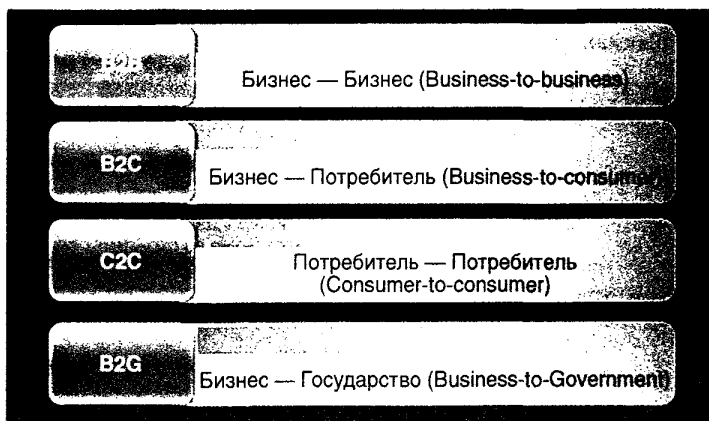 B2B
Бизнес — Бизнес (Business-to-business)
B2C
Бизнес — Потребитель (Business-to-consumer)
C2C
Потребитель — Потребитель
(Consumer-to-consumer)
B2G
Бизнес — Государство (Business-to-Government)